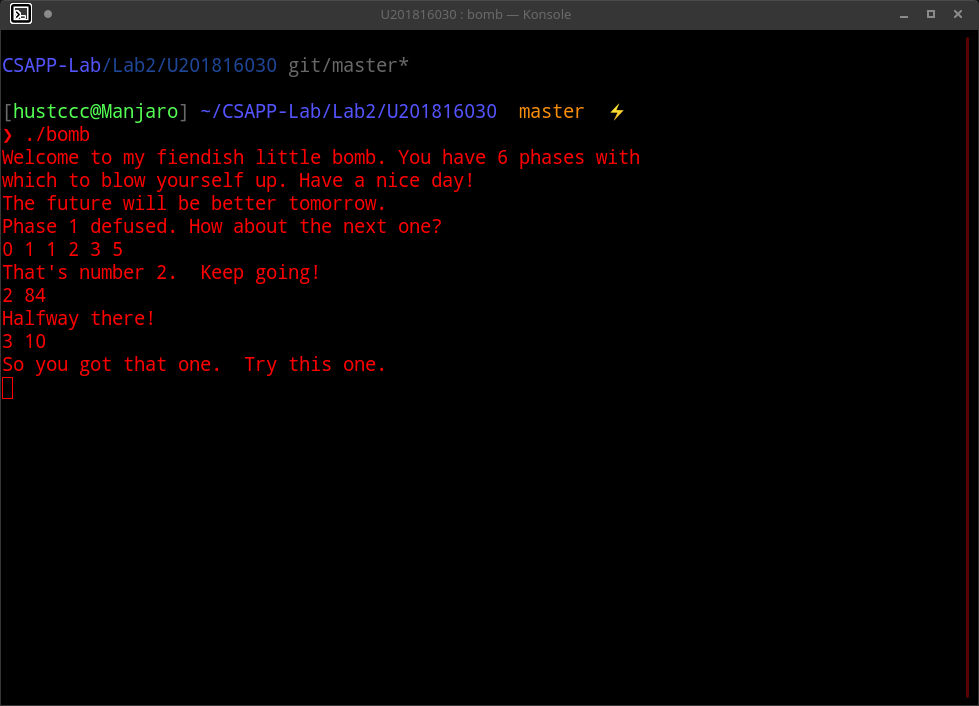 U201816030 : bomb — Konsole
CSAPP-Lab/Lab2/U201816030 git/master*
[hustccc@Manjaro] ~/CSAPP-Lab/Lab2/U201816030  master  ⚡
❯ ./bomb
Welcome to my fiendish little bomb. You have 6 phases with
which to blow yourself up. Have a nice day!
The future will be better tomorrow.
Phase 1 defused. How about the next one?
0 1 1 2 3 5
That's number 2.  Keep going!
2 84
Halfway there!
3 10
So you got that one.  Try this one.